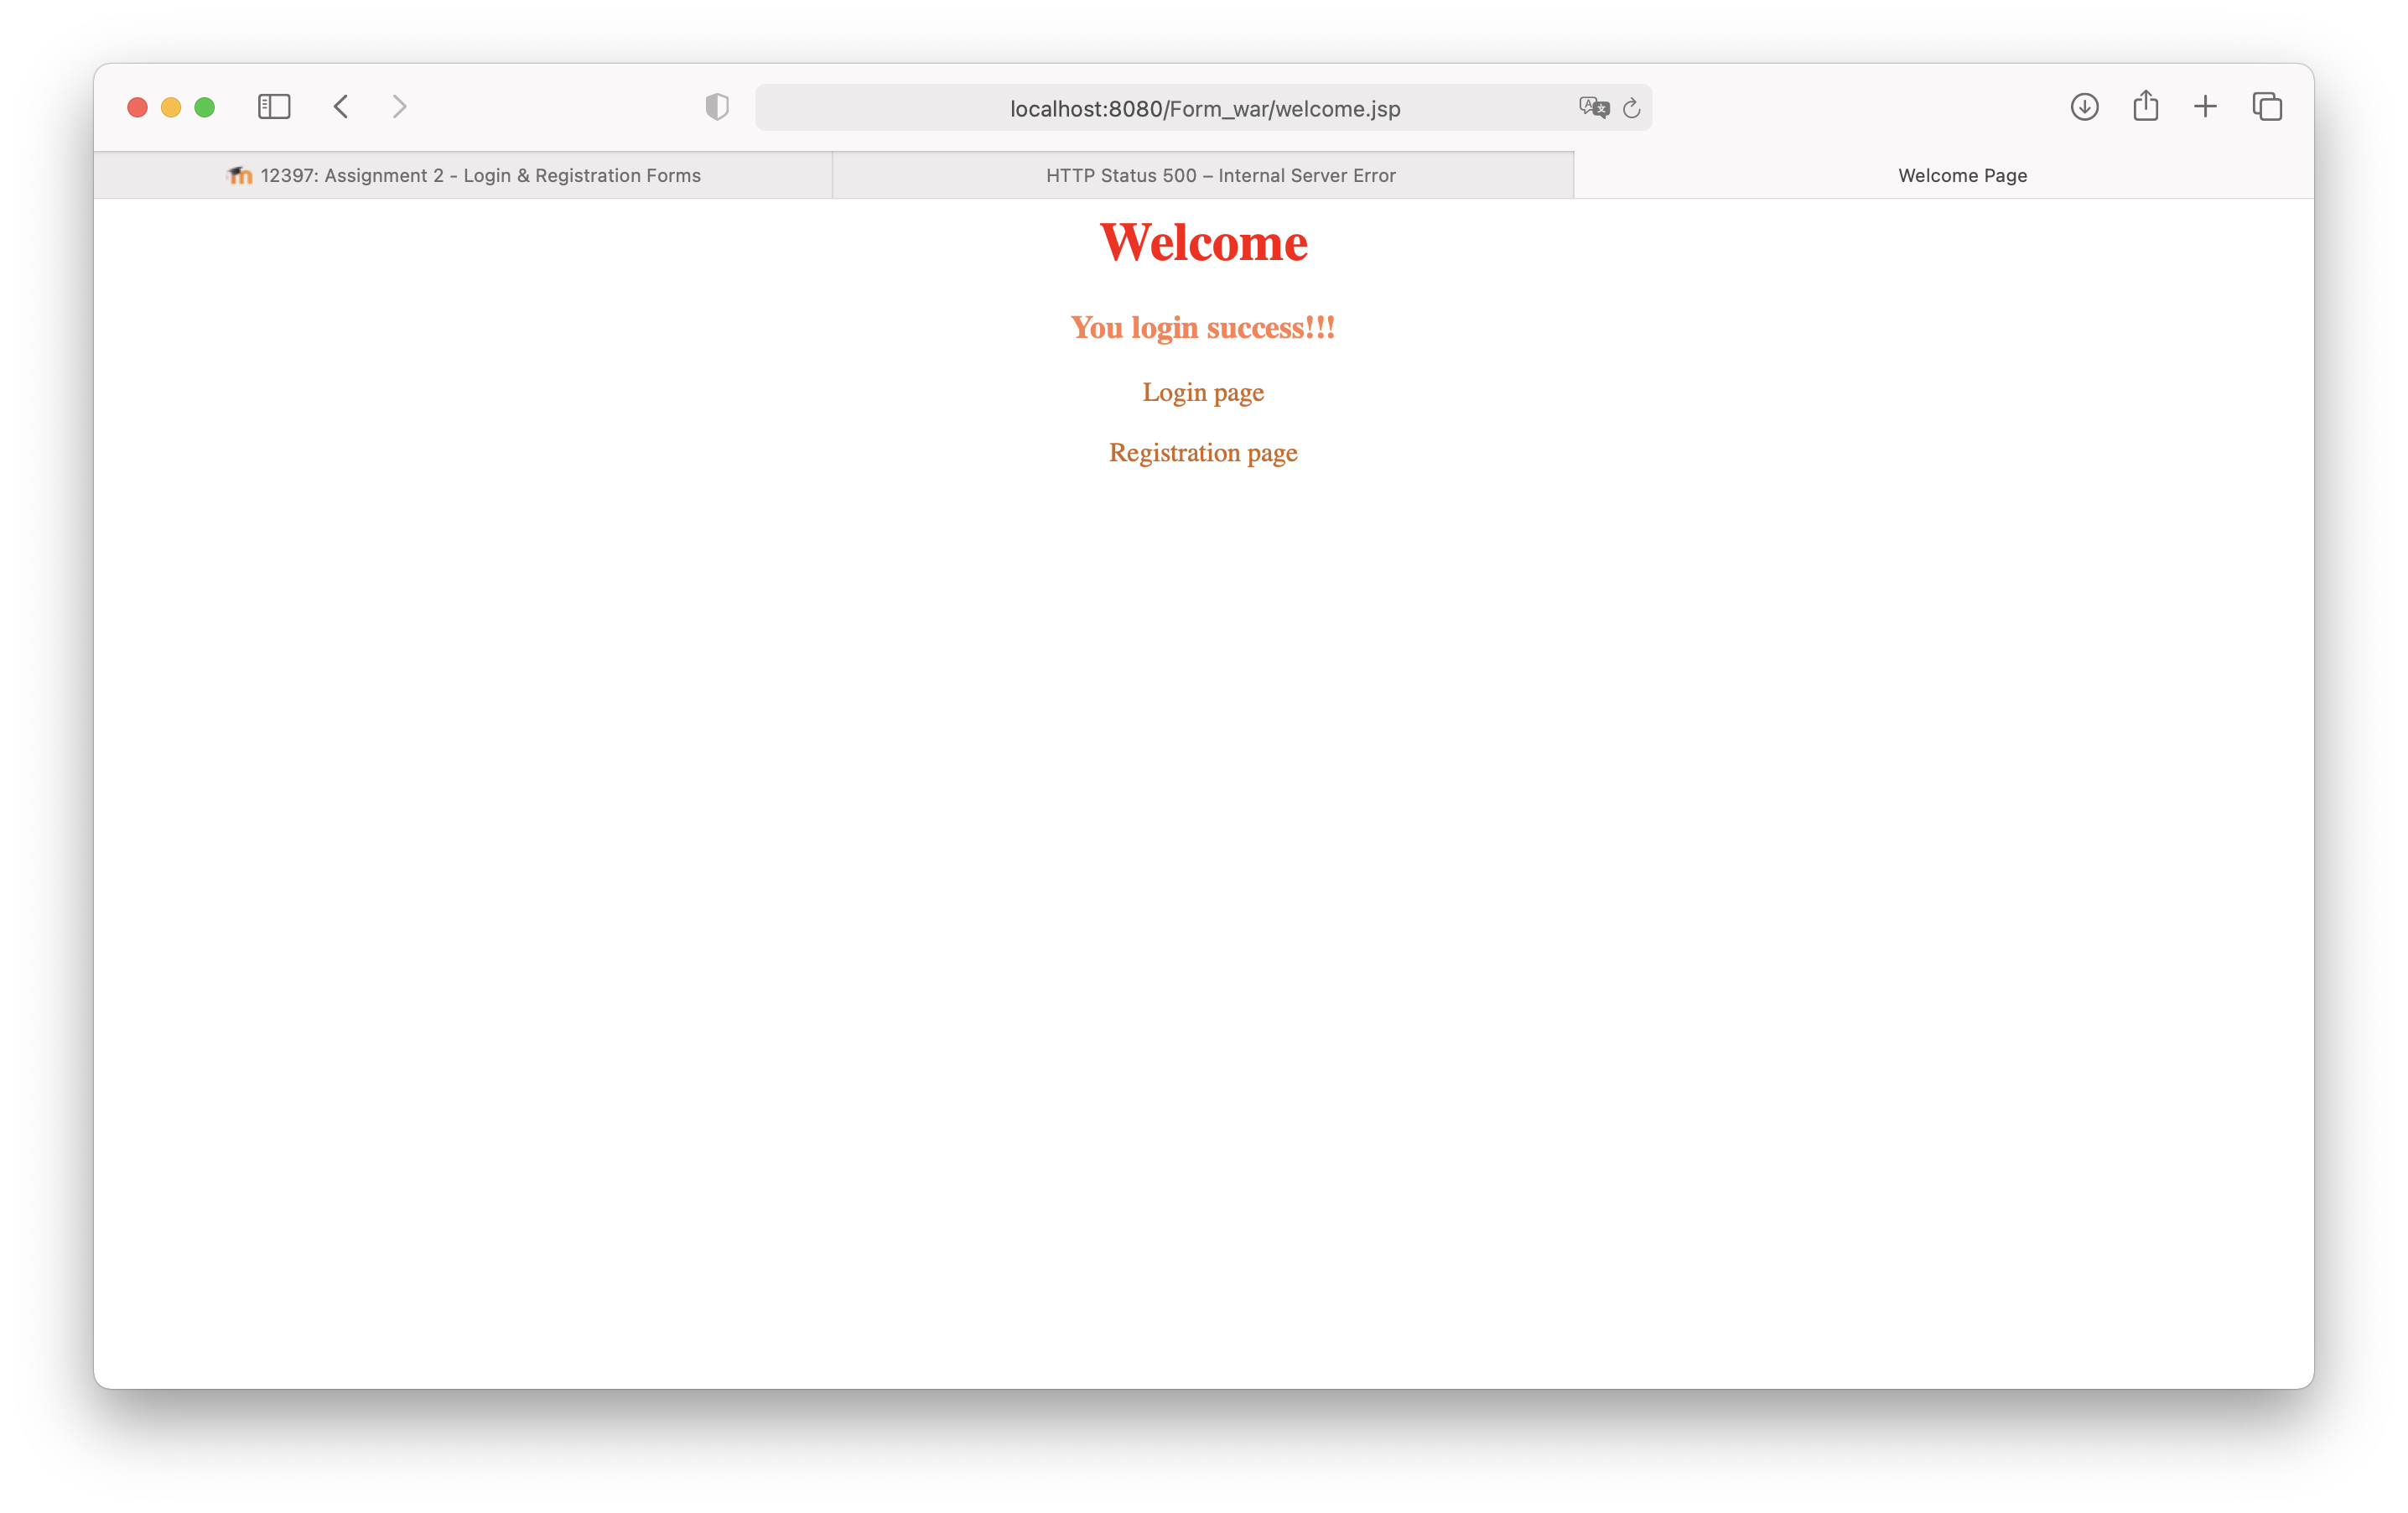 localhost:8080/Form_war/welcome.jsp
12397: Assignment 2 - Login & Registration Forms
HTTP Status 500 – Internal Server Error
Welcome Page
Welcome
You login success!!!
Login page
Registration page